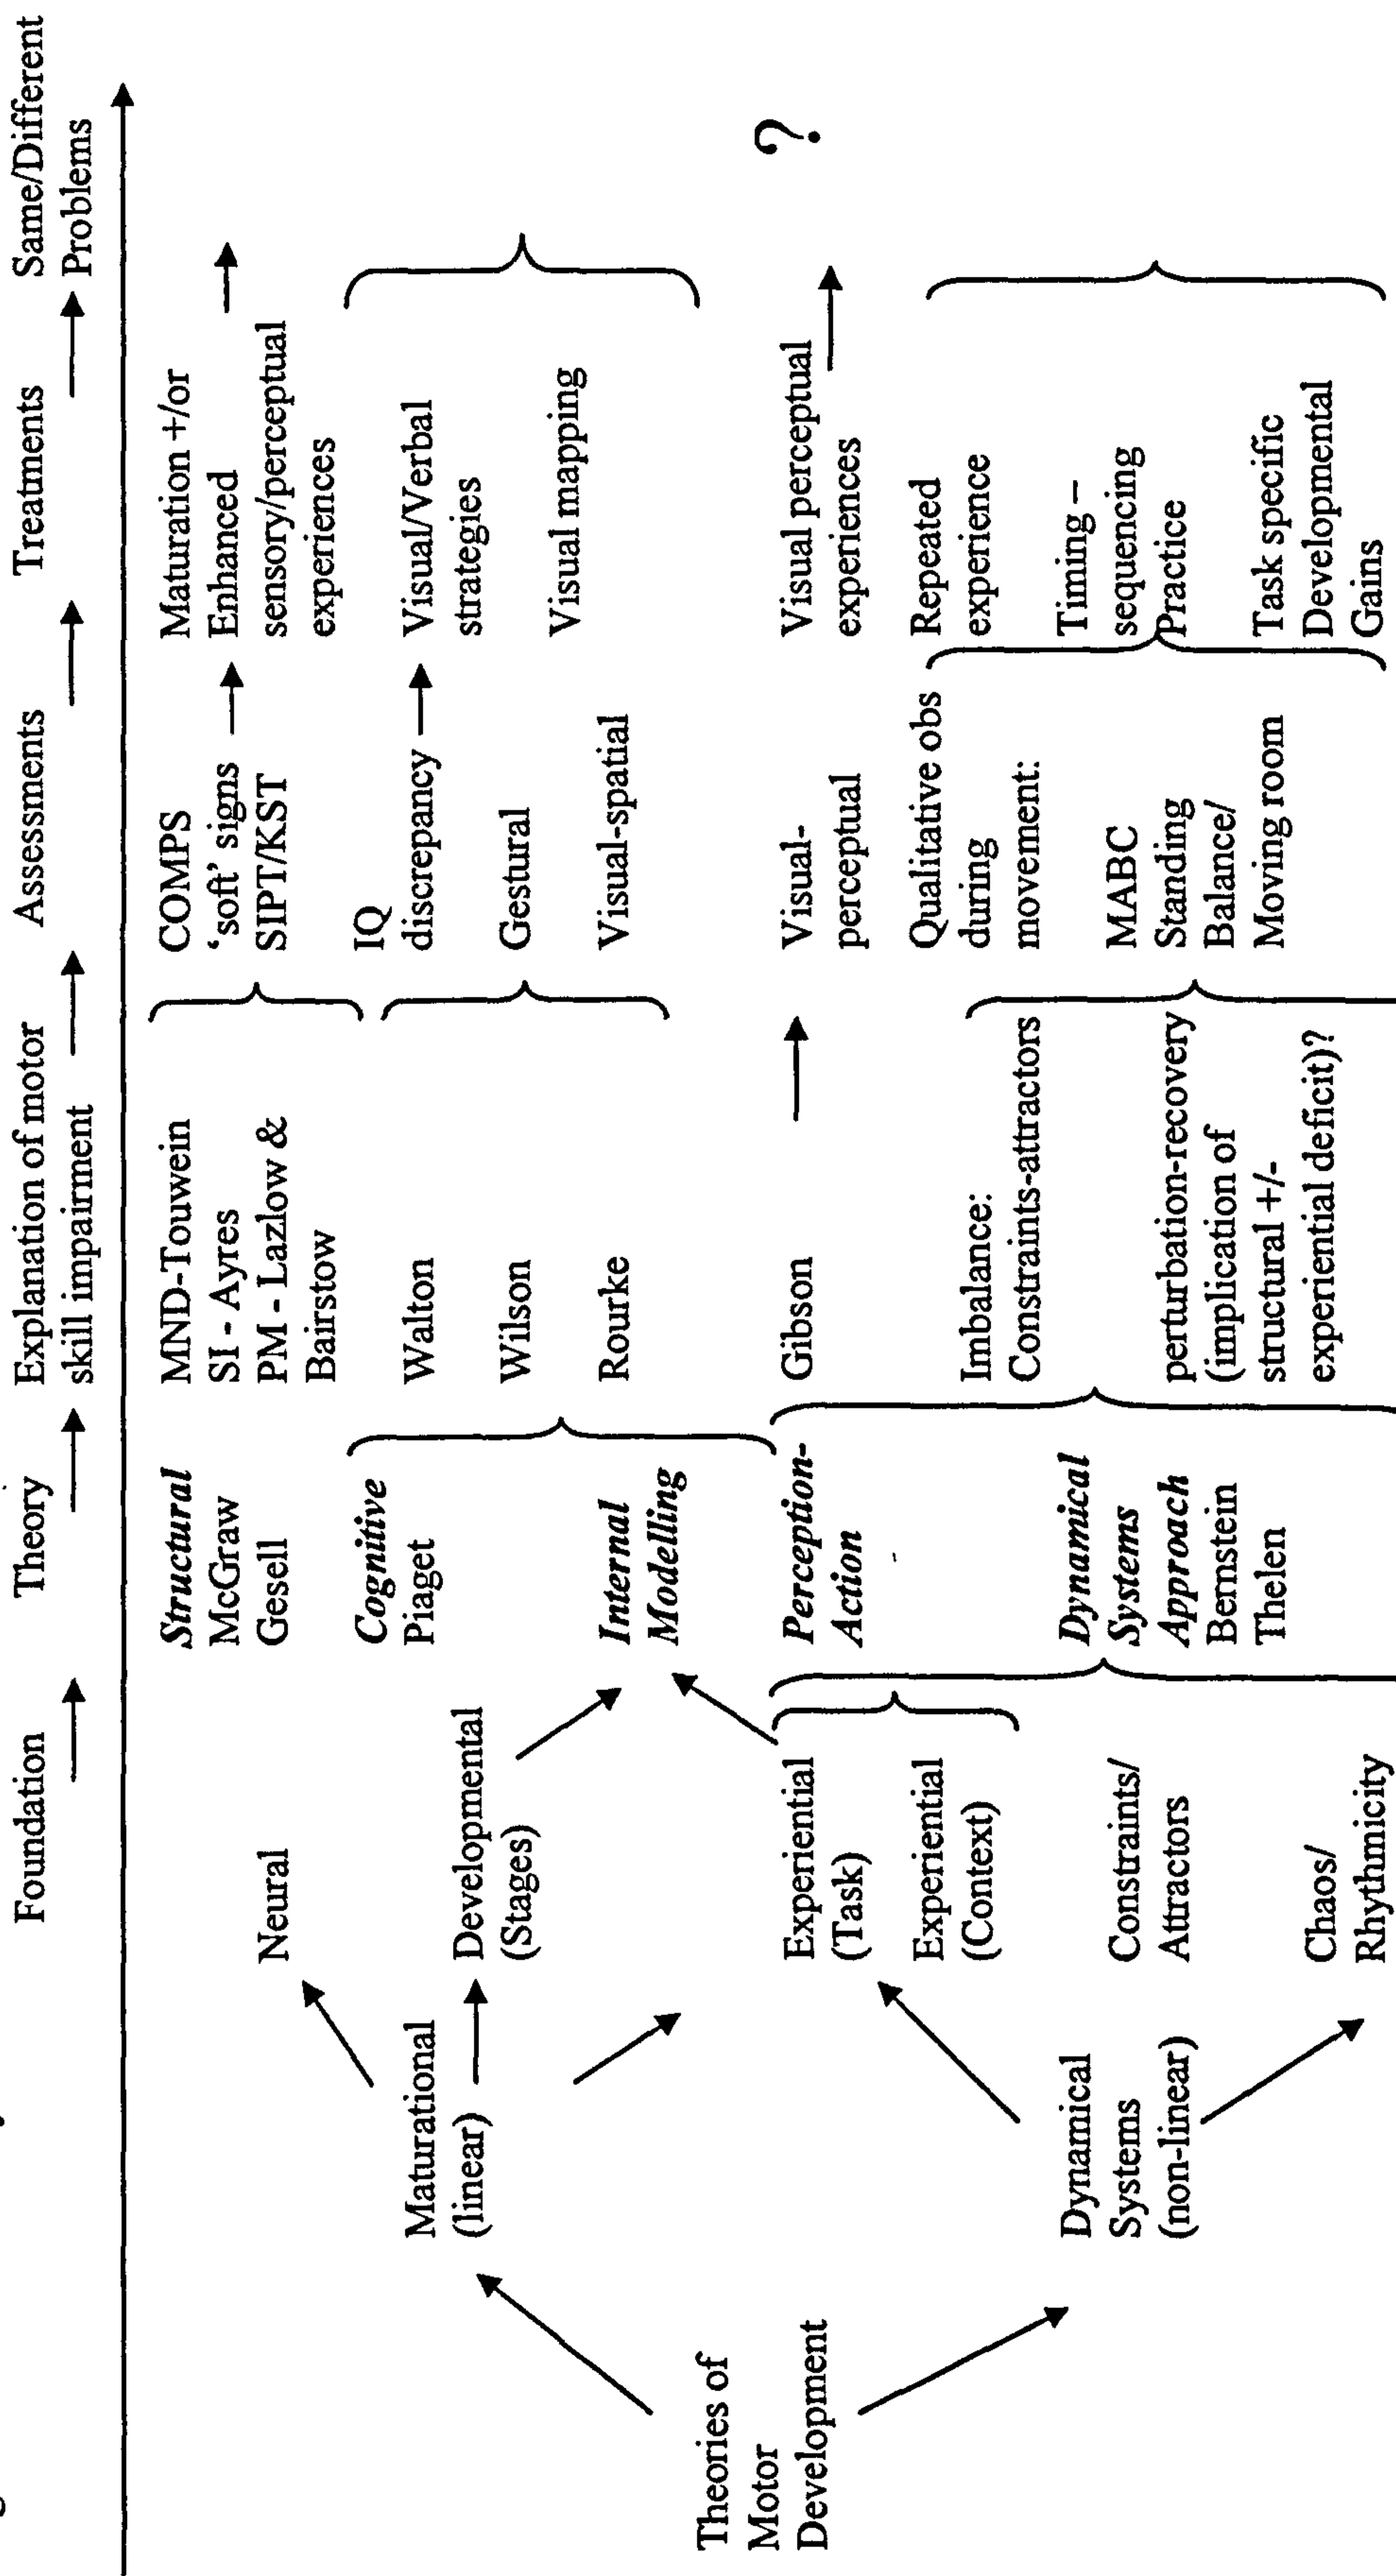 Foundation
Theory
Explanation of motor
skill impairment
Assessments
Treatments
Same/Different
Problems
Theories of
Motor
Development
Maturational
(linear)
Dynamical
Systems
(non-linear)
Neural
Developmental
(Stages)
Experiential
(Task)
Experiential
(Context)
Constraints/
Attractors
Chaos/
Rhythmicity
Structural
McGraw
Gesell
Cognitive
Piaget
Internal
Modelling
Perception-
Action
Dynamical
Systems
Approach
Bernstein
Thelen
MND-Touwein
SI - Ayres
PM - Lazlow &
Bairstow
Walton
Wilson
Rourke
Gibson
Imbalance:
Constraints-attractors
perturbation-recovery
(implication of
structural +/-
experiential deficit)?
COMPS
‘soft’ signs
SIPT/KST
IQ
discrepancy
Gestural
Visual-spatial
Visual-
perceptual
Qualitative obs
during
movement:
MABC
Standing
Balance/
Moving room
Maturation +/or
Enhanced
sensory/perceptual
experiences
Visual/Verbal
strategies
Visual mapping
Visual perceptual
experiences
Repeated
experience
Timing –
sequencing
Practice
Task specific
Developmental
Gains
?